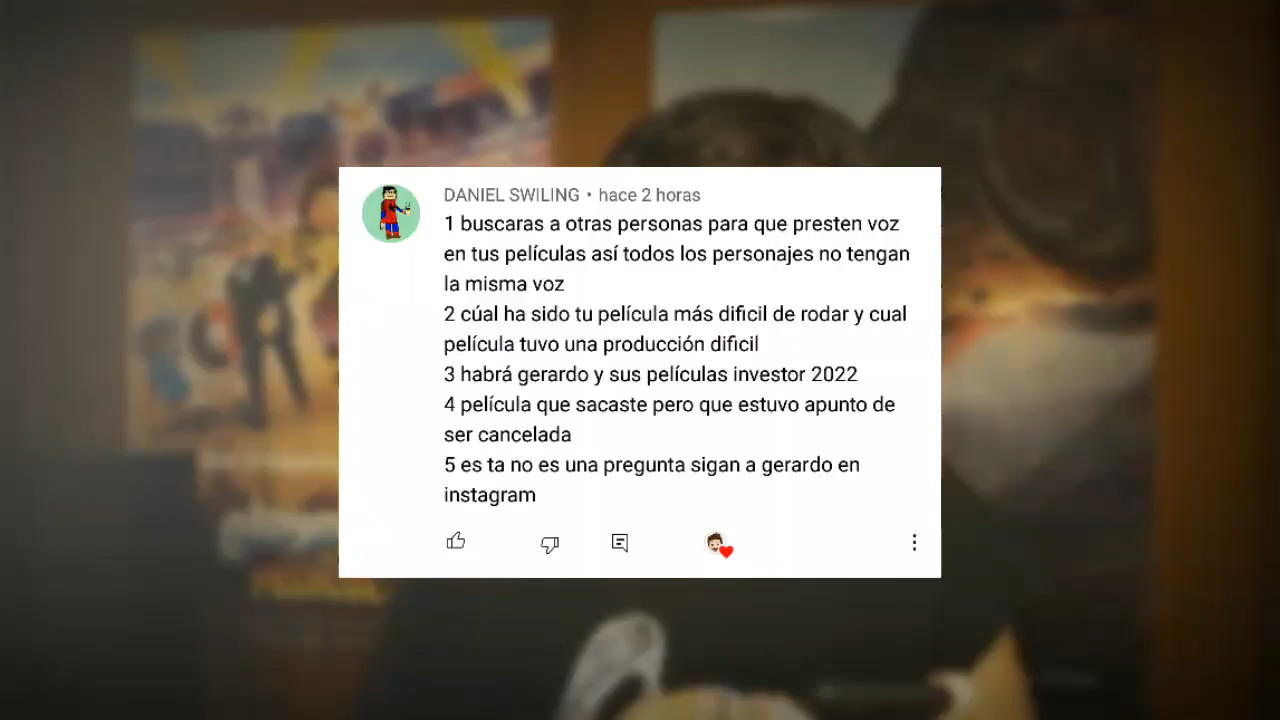 DANIEL SWILING • hace 2 horas
1 buscaras a otras personas para que presten voz
en tus películas así todos los personajes no tengan
la misma voz
2 cúal ha sido tu película más dificil de rodar y cual
película tuvo una producción dificil
3 habrá gerardo y sus películas investor 2022
4 película que sacaste pero que estuvo apunto de
ser cancelada
5 es ta no es una pregunta sigan a gerardo en
instagram